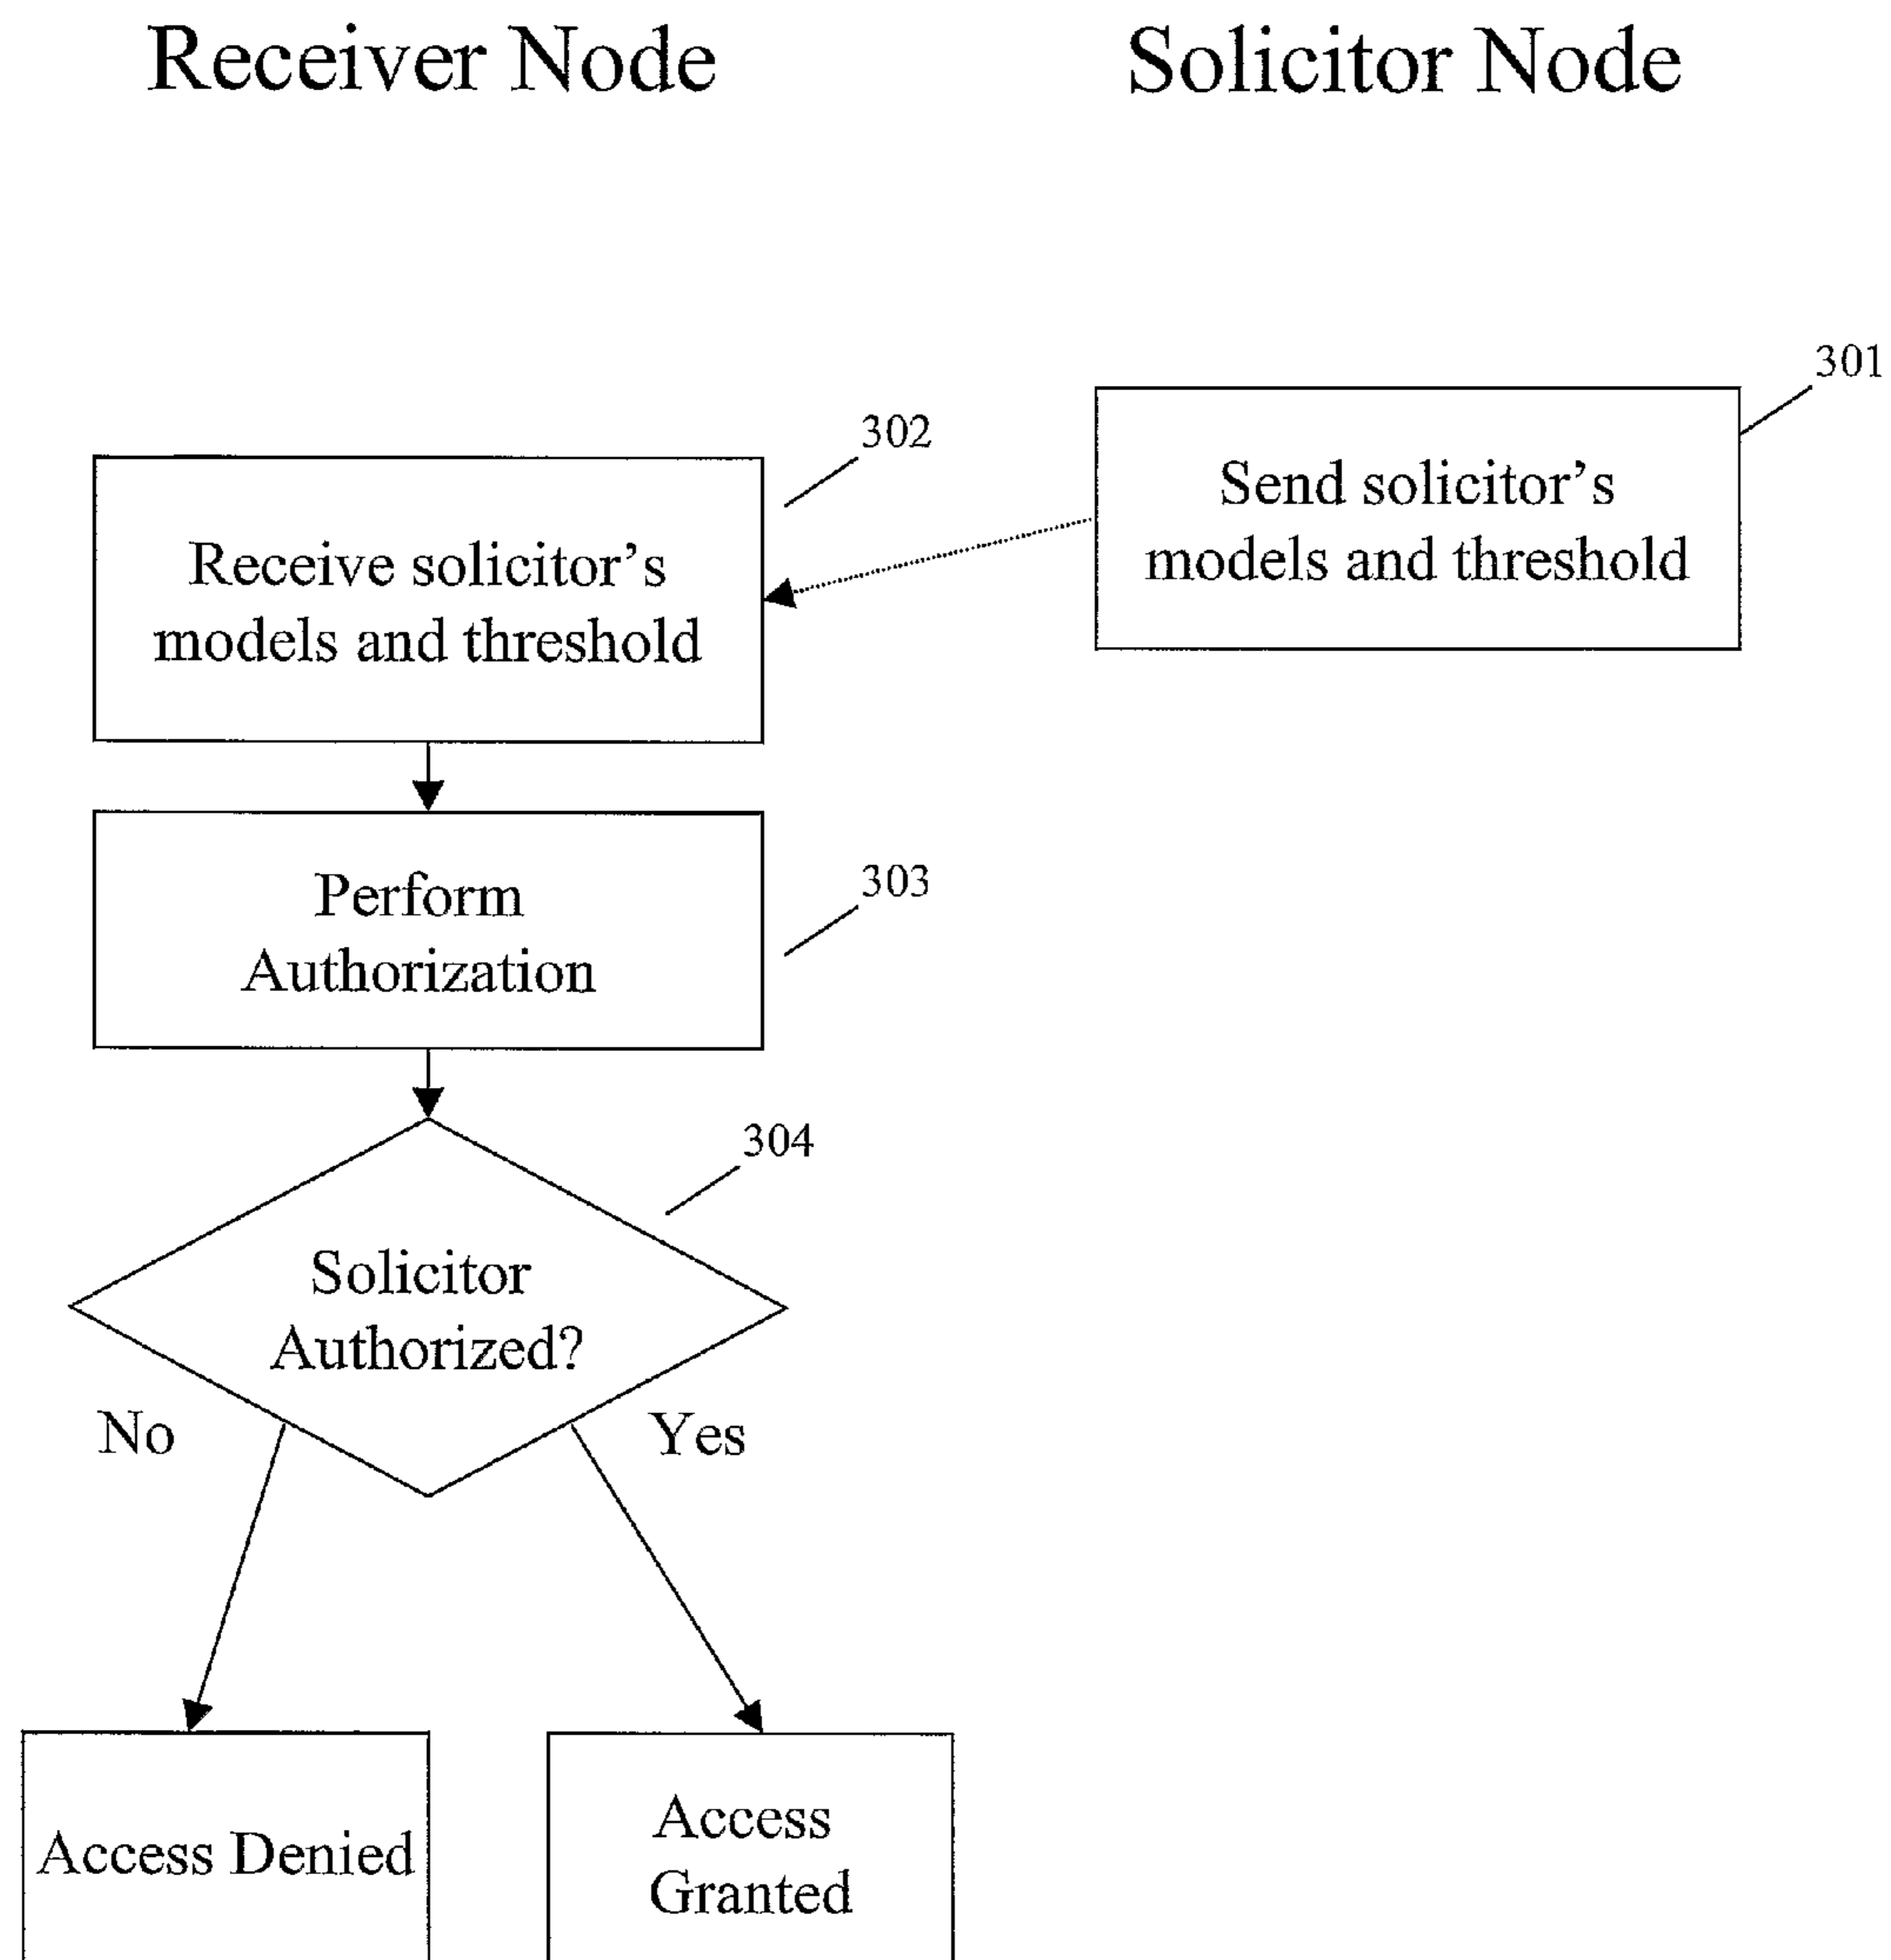 Receiver Node
Solicitor Node
301
Send solicitor's
models and threshold
302
Receive solicitor's
models and threshold
303
Perform
Authorization
304
Solicitor
Authorized?
No
Yes
Access Denied
Access
Granted